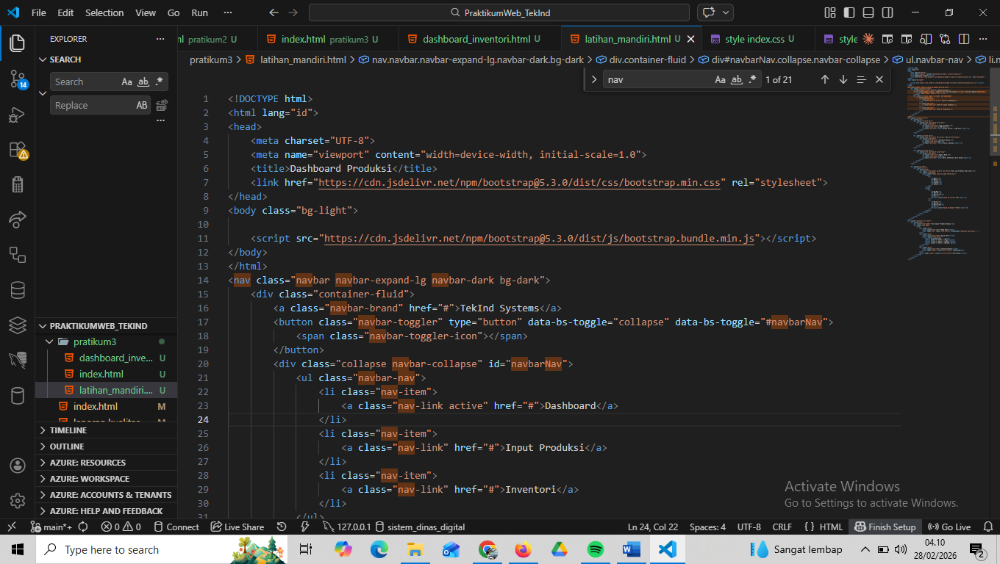 File Edit Selection View Go Run ··· PraktikumWeb_TekInd
EXPLORER ···
SEARCH
Search Aa ab .*
Replace AB
···
PRAKTIKUMWEB_TEKIND
pratikum3
dashboard_inve... U
index.html U
latihan_mandiri.... U
index.html M
TIMELINE
OUTLINE
AZURE: RESOURCES
AZURE: WORKSPACE
AZURE: ACCOUNTS & TENANTS
AZURE: HELP AND FEEDBACK
14
ml pratikum2 U index.html pratikum3 U dashboard_inventori.html U latihan_mandiri.html U style index.css U style ···
pratikum3 > latihan_mandiri.html > nav.navbar.navbar-expand-lg.navbar-dark.bg-dark > div.container-fluid > div#navbarNav.collapse.navbar-collapse > ul.navbar-nav > li.n
nav Aa ab .* 1 of 21
1 <!DOCTYPE html>
2 <html lang="id">
3 <head>
4 <meta charset="UTF-8">
5 <meta name="viewport" content="width=device-width, initial-scale=1.0">
6 <title>Dashboard Produksi</title>
7 <link href="https://cdn.jsdelivr.net/npm/bootstrap@5.3.0/dist/css/bootstrap.min.css" rel="stylesheet">
8 </head>
9 <body class="bg-light">
10
11 <script src="https://cdn.jsdelivr.net/npm/bootstrap@5.3.0/dist/js/bootstrap.bundle.min.js"></script>
12 </body>
13 </html>
14 <nav class="navbar navbar-expand-lg navbar-dark bg-dark">
15 <div class="container-fluid">
16 <a class="navbar-brand" href="#">TekInd Systems</a>
17 <button class="navbar-toggler" type="button" data-bs-toggle="collapse" data-bs-toggle="#navbarNav">
18 <span class="navbar-toggler-icon"></span>
19 </button>
20 <div class="collapse navbar-collapse" id="navbarNav">
21 <ul class="navbar-nav">
22 <li class="nav-item">
23 <a class="nav-link active" href="#">Dashboard</a>
24 </li>
25 <li class="nav-item">
26 <a class="nav-link" href="#">Input Produksi</a>
27 </li>
28 <li class="nav-item">
29 <a class="nav-link" href="#">Inventori</a>
30 </li>
31 </ul>
Activate Windows
Go to Settings to activate Windows.
main*+ 0 0 Connect Live Share 127.0.0.1 sistem_dinas_digital Ln 24, Col 22 Spaces: 4 UTF-8 CRLF {} HTML Finish Setup Go Live
Type here to search Sangat lembap 04.10
28/02/2026 2